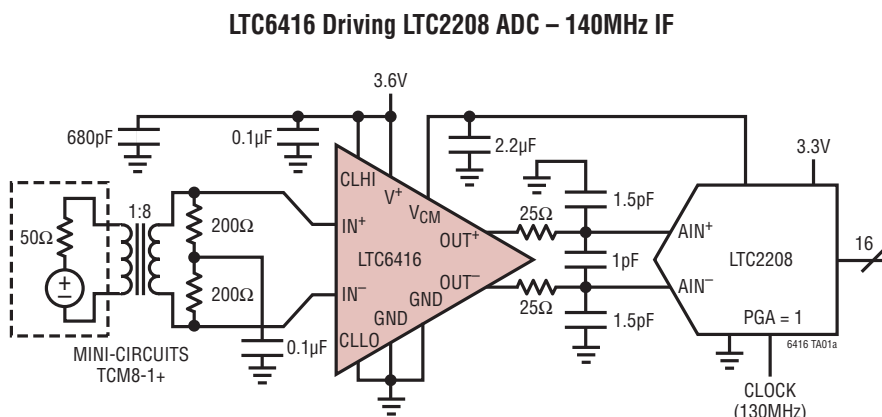 LTC6416 Driving LTC2208 ADC – 140MHz IF
3.6V
680pF
0.1µF
2.2µF
3.3V
CLHI
V+
VCM
1.5pF
1:8
50Ω
200Ω
IN+
25Ω
OUT+
AIN+
16
LTC6416
1pF
LTC2208
+
–
200Ω
IN–
OUT–
AIN–
GND
25Ω
GND
1.5pF
PGA = 1
0.1µF
CLLO
6416 TA01a
MINI-CIRCUITS
TCM8-1+
CLOCK
(130MHz)